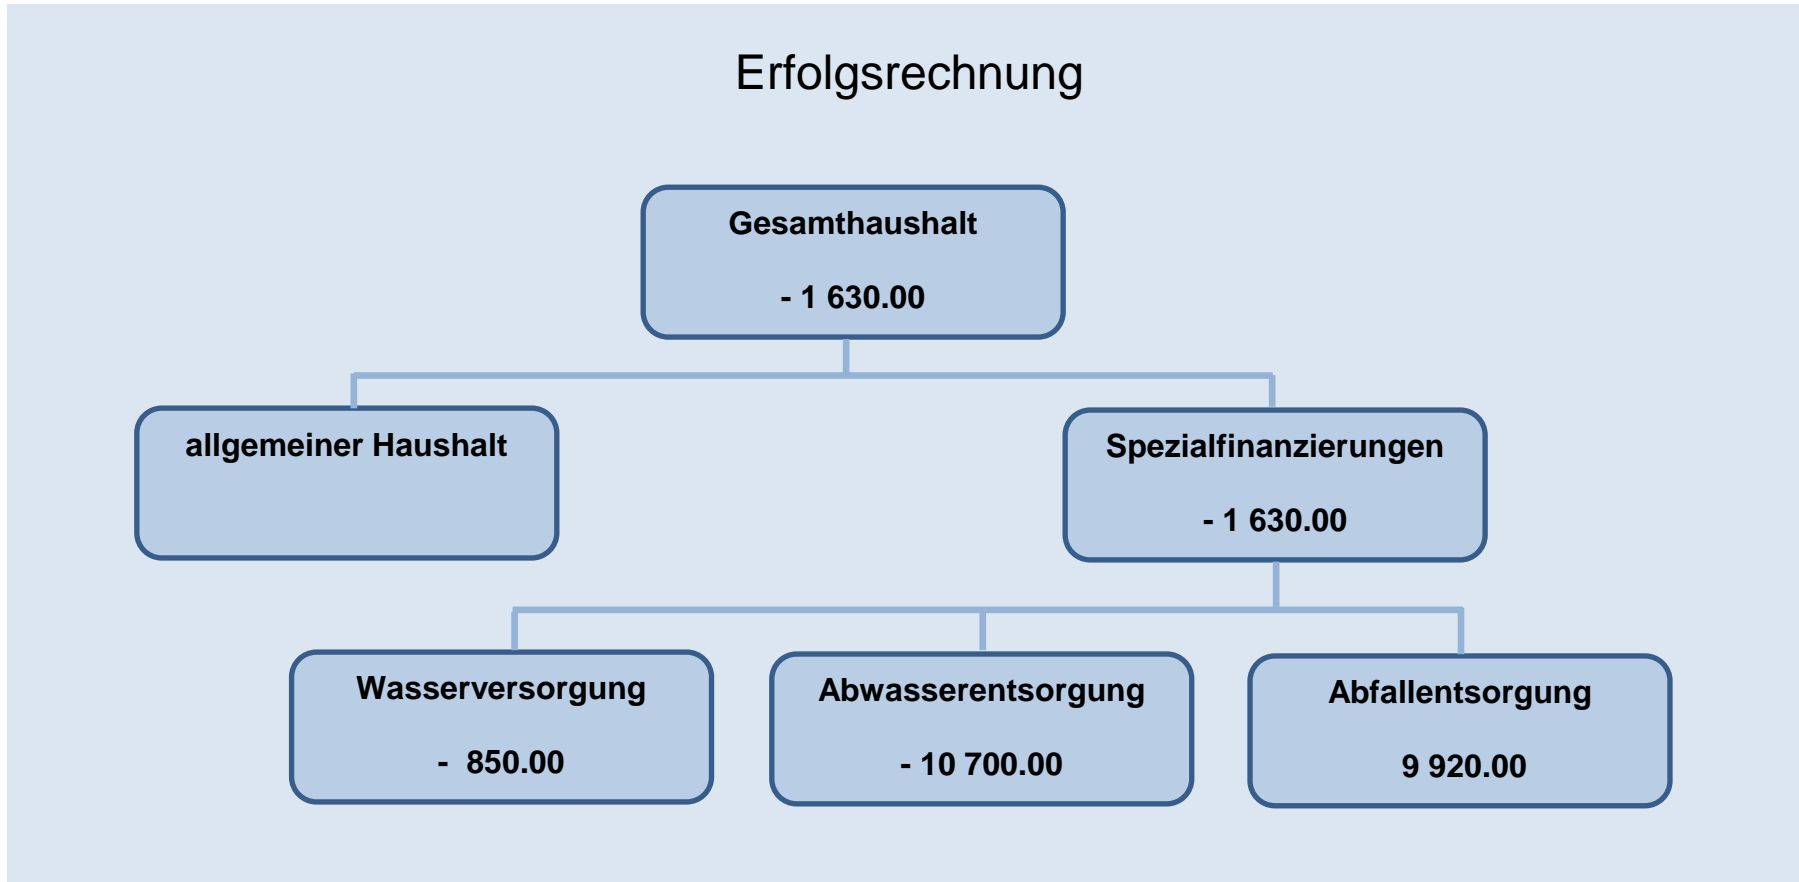 Erfolgsrechnung
Gesamthaushalt
- 1 630.00
allgemeiner Haushalt
Spezialfinanzierungen
- 1 630.00
Wasserversorgung
-  850.00
Abwasserentsorgung
- 10 700.00
Abfallentsorgung
9 920.00